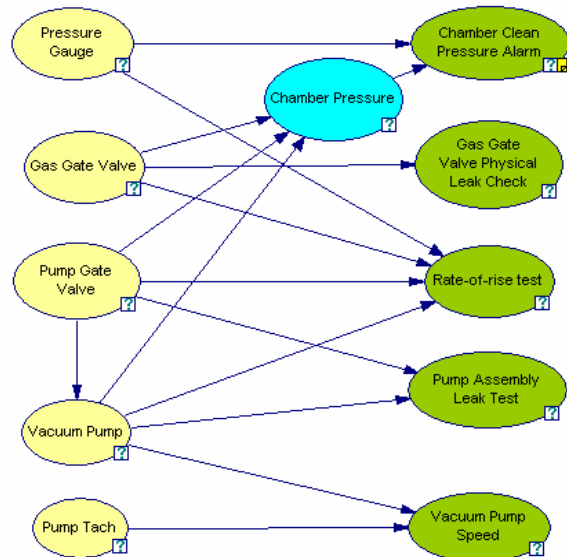 Pressure
Gauge
?
Chamber Clean
Pressure Alarm
?
Chamber Pressure
?
Gas Gate Valve
?
Gas Gate
Valve Physical
Leak Check
?
Pump Gate
Valve
?
Rate-of-rise test
?
Pump Assembly
Leak Test
?
Vacuum Pump
?
Pump Tach
?
Vacuum Pump
Speed
?